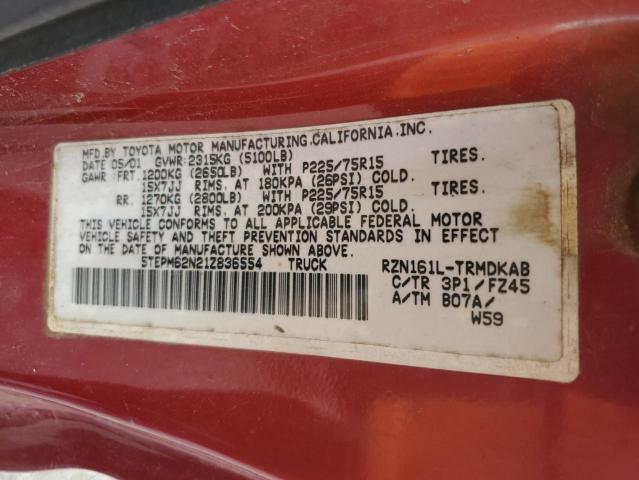 MFD.BY TOYOTA MOTOR MANUFACTURING,CALIFORNIA,INC.
DATE 05/01 GVWR:2315KG (5100LB)
GAWR: FRT.1200KG (2650LB) WITH P225/75R15 TIRES.
15X7JJ RIMS. AT 180KPA (26PSI) COLD.
RR. 1270KG (2800LB) WITH P225/75R15 TIRES.
15X7JJ RIMS. AT 200KPA (29PSI) COLD.
THIS VEHICLE CONFORMS TO ALL APPLICABLE FEDERAL MOTOR
VEHICLE SAFETY AND THEFT PREVENTION STANDARDS IN EFFECT
ON THE DATE OF MANUFACTURE SHOWN ABOVE.
5TEPM62N21Z836554 TRUCK RZN161L-TRMDKAB
C/TR 3P1/FZ45
A/TM B07A/
W59